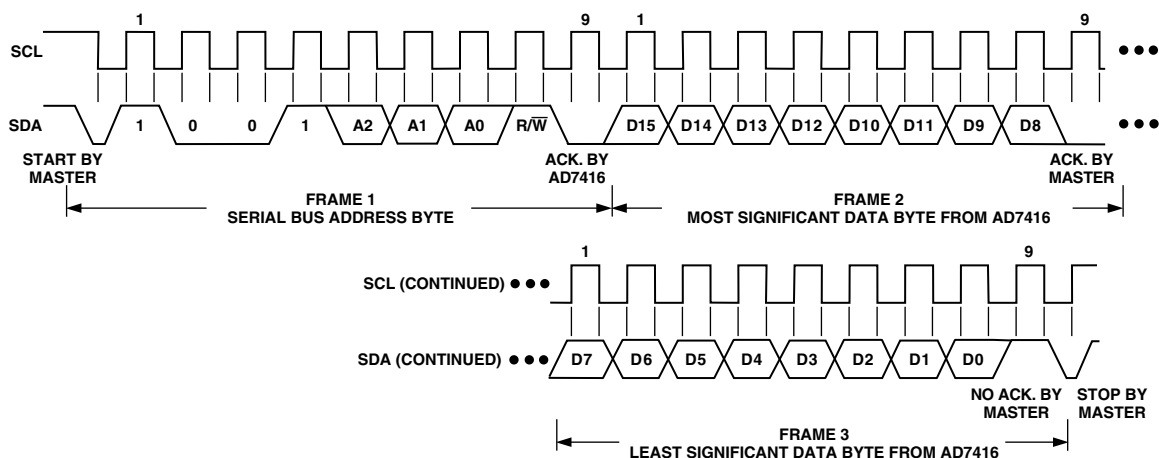 1 9 1 9
SCL
SDA 1 0 0 1 A2 A1 A0 R/W̅ D15 D14 D13 D12 D10 D11 D9 D8
START BY
MASTER
ACK. BY
AD7416
ACK. BY
MASTER
FRAME 1
SERIAL BUS ADDRESS BYTE
FRAME 2
MOST SIGNIFICANT DATA BYTE FROM AD7416
1 9
SCL (CONTINUED)
SDA (CONTINUED) D7 D6 D5 D4 D3 D2 D1 D0
NO ACK. BY
MASTER
STOP BY
MASTER
FRAME 3
LEAST SIGNIFICANT DATA BYTE FROM AD7416